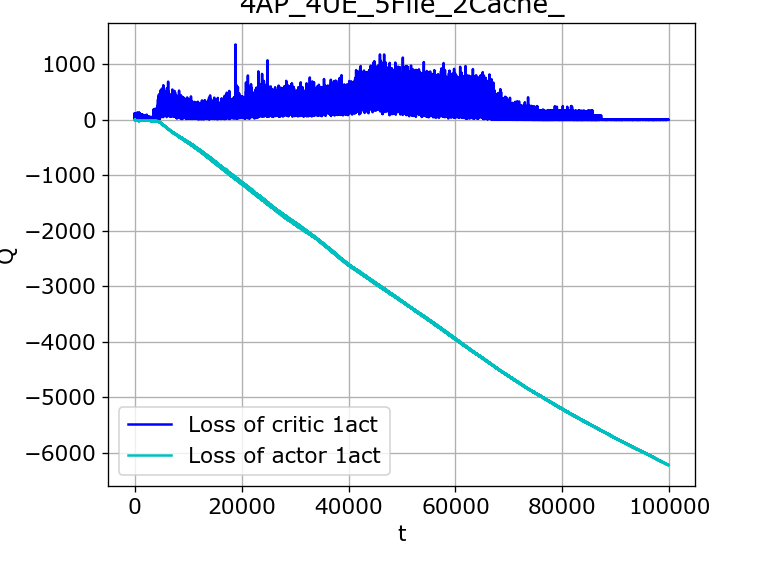 4AP_4UE_5File_2Cache_
1000
0
−1000
−2000
−3000
−4000
−5000
−6000
Q
Loss of critic 1act
Loss of actor 1act
0 20000 40000 60000 80000 100000
t